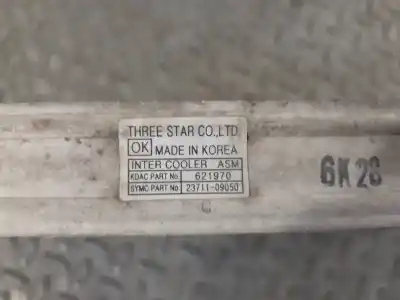 THREE STAR CO.,LTD
OK MADE IN KOREA
INTER COOLER ASM
KDAC PART No: 621970
SYMC PART No: 23711-09050
6K28